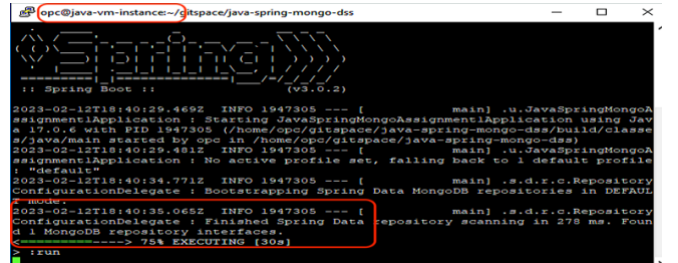 opc@java-vm-instance:~/gitspace/java-spring-mongo-dss
:: Spring Boot :: (v3.0.2)
2023-02-12T18:40:29.469Z INFO 1947305 --- [ main] .u.JavaSpringMongoA
ssignment1Application : Starting JavaSpringMongoAssignment1Application using Jav
a 17.0.6 with PID 1947305 (/home/opc/gitspace/java-spring-mongo-dss/build/classe
s/java/main started by opc in /home/opc/gitspace/java-spring-mongo-dss)
2023-02-12T18:40:29.481Z INFO 1947305 --- [ main] .u.JavaSpringMongoA
ssignment1Application : No active profile set, falling back to 1 default profile
: "default"
2023-02-12T18:40:34.771Z INFO 1947305 --- [ main] .s.d.r.c.Repository
ConfigurationDelegate : Bootstrapping Spring Data MongoDB repositories in DEFAUL
T mode.
2023-02-12T18:40:35.065Z INFO 1947305 --- [ main] .s.d.r.c.Repository
ConfigurationDelegate : Finished Spring Data repository scanning in 278 ms. Foun
d 1 MongoDB repository interfaces.
<==========----> 75% EXECUTING [30s]
> :run